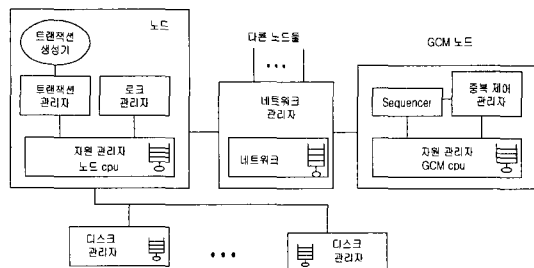 노드
트랜잭션
생성기
트랜잭션
관리자
로크
관리자
자원 관리자
노드 cpu
다른 노드들
•••
네트워크
관리자
네트워크
GCM 노드
Sequencer
중복 제어
관리자
자원 관리자
GCM cpu
디스크
관리자
•••
디스크
관리자